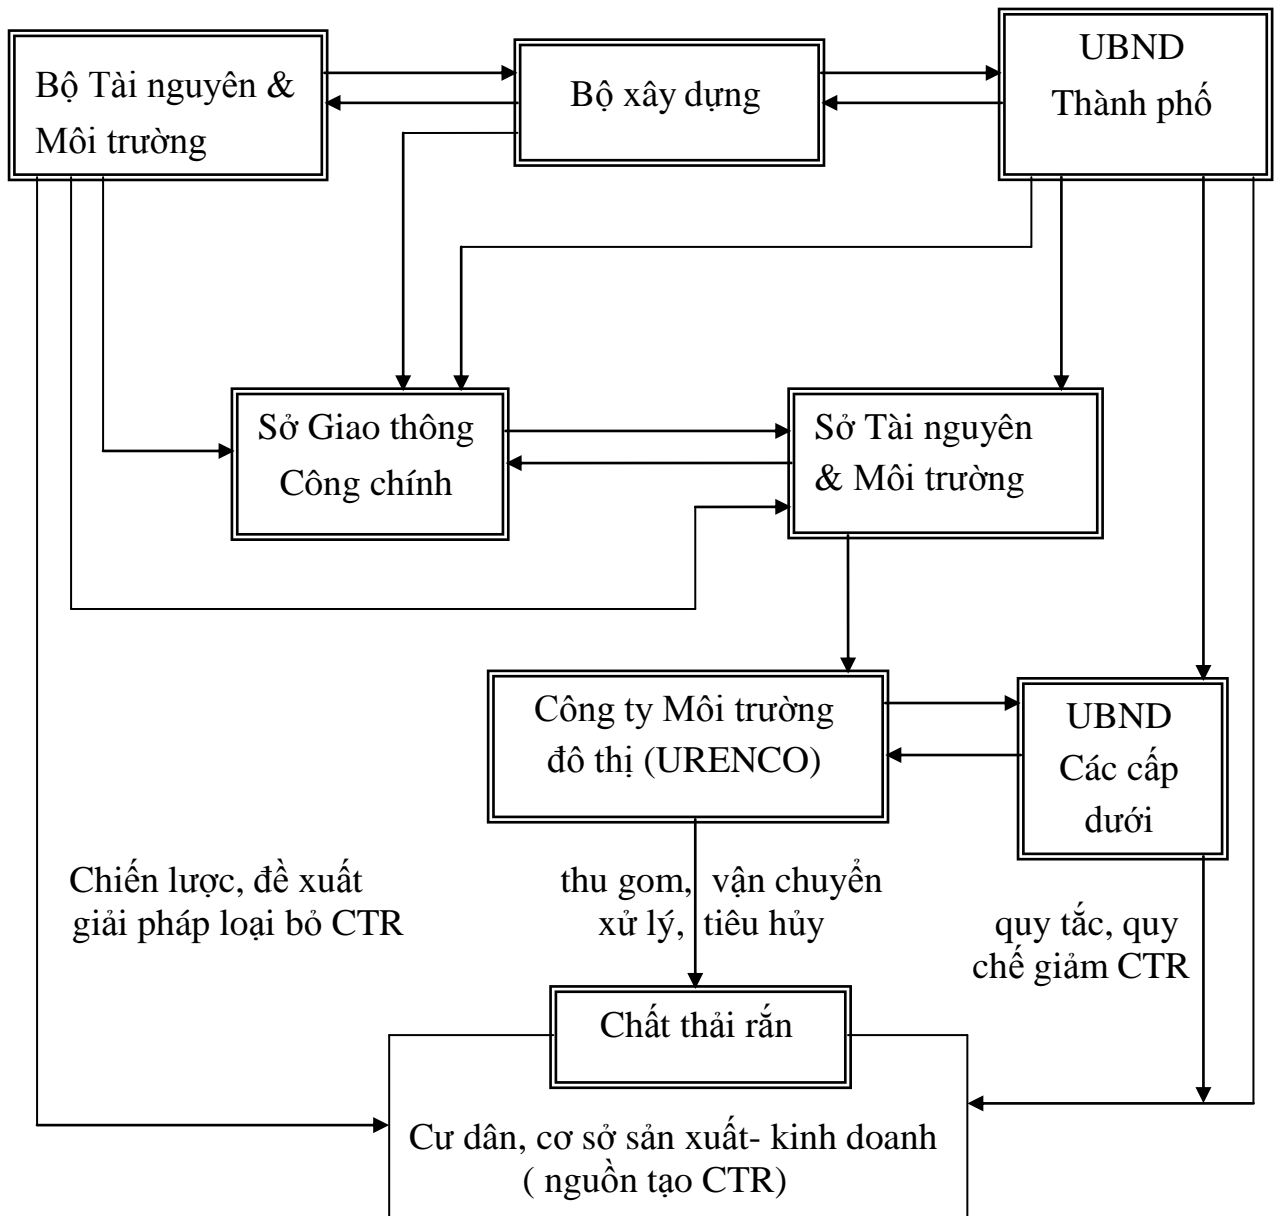 Bộ Tài nguyên &
Môi trường
Bộ xây dựng
UBND
Thành phố
Sở Giao thông
Công chính
Sở Tài nguyên
& Môi trường
Công ty Môi trường
đô thị (URENCO)
UBND
Các cấp
dưới
Chiến lược, đề xuất
giải pháp loại bỏ CTR
thu gom, vận chuyển
xử lý, tiêu hủy
quy tắc, quy
chế giảm CTR
Chất thải rắn
Cư dân, cơ sở sản xuất- kinh doanh
( nguồn tạo CTR)